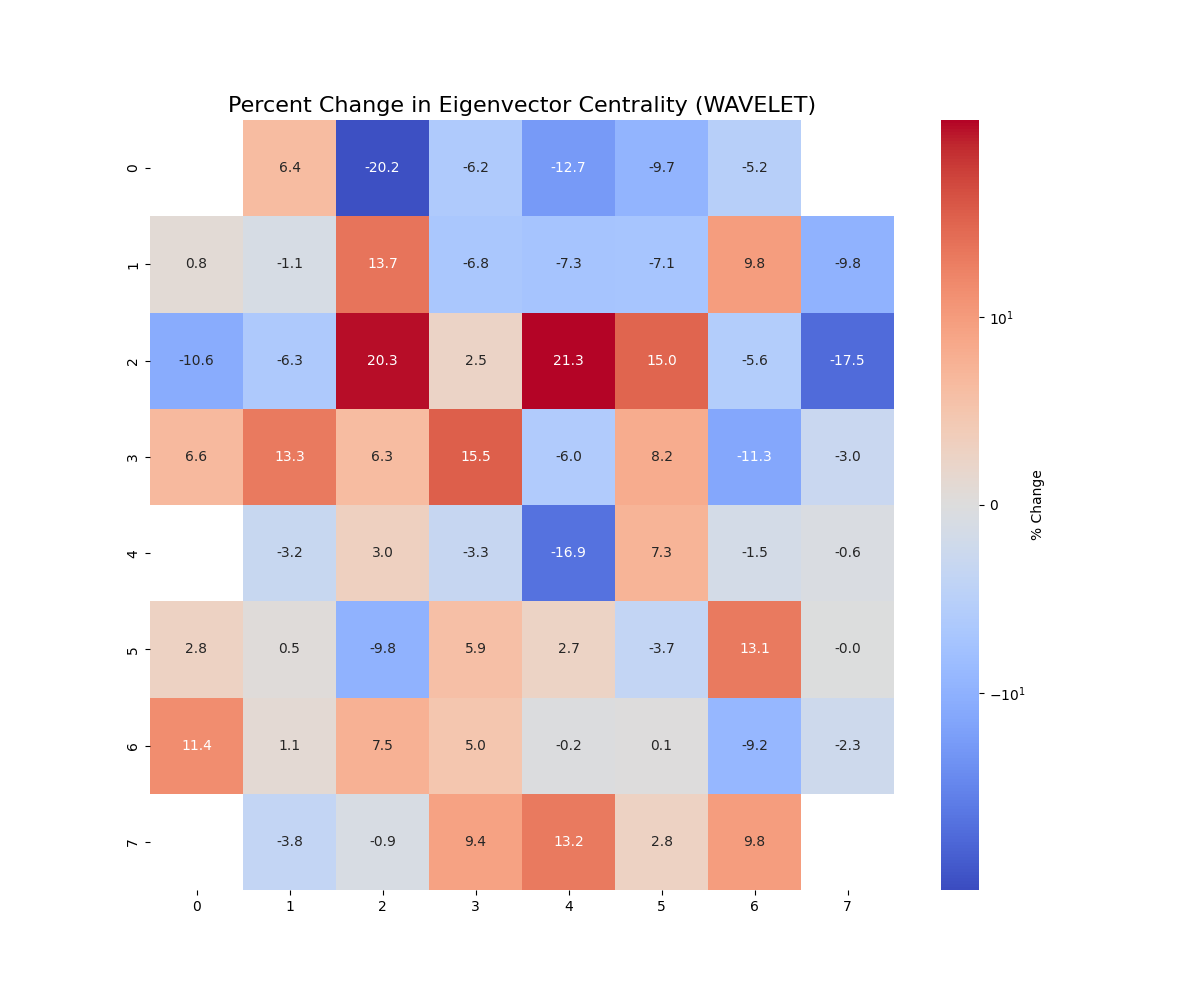 Percent Change in Eigenvector Centrality (WAVELET)
0 6.4 -20.2 -6.2 -12.7 -9.7 -5.2
1 0.8 -1.1 13.7 -6.8 -7.3 -7.1 9.8 -9.8
2 -10.6 -6.3 20.3 2.5 21.3 15.0 -5.6 -17.5
3 6.6 13.3 6.3 15.5 -6.0 8.2 -11.3 -3.0
4 -3.2 3.0 -3.3 -16.9 7.3 -1.5 -0.6
5 2.8 0.5 -9.8 5.9 2.7 -3.7 13.1 -0.0
6 11.4 1.1 7.5 5.0 -0.2 0.1 -9.2 -2.3
7 -3.8 -0.9 9.4 13.2 2.8 9.8
0 1 2 3 4 5 6 7
10¹
0
−10¹
% Change